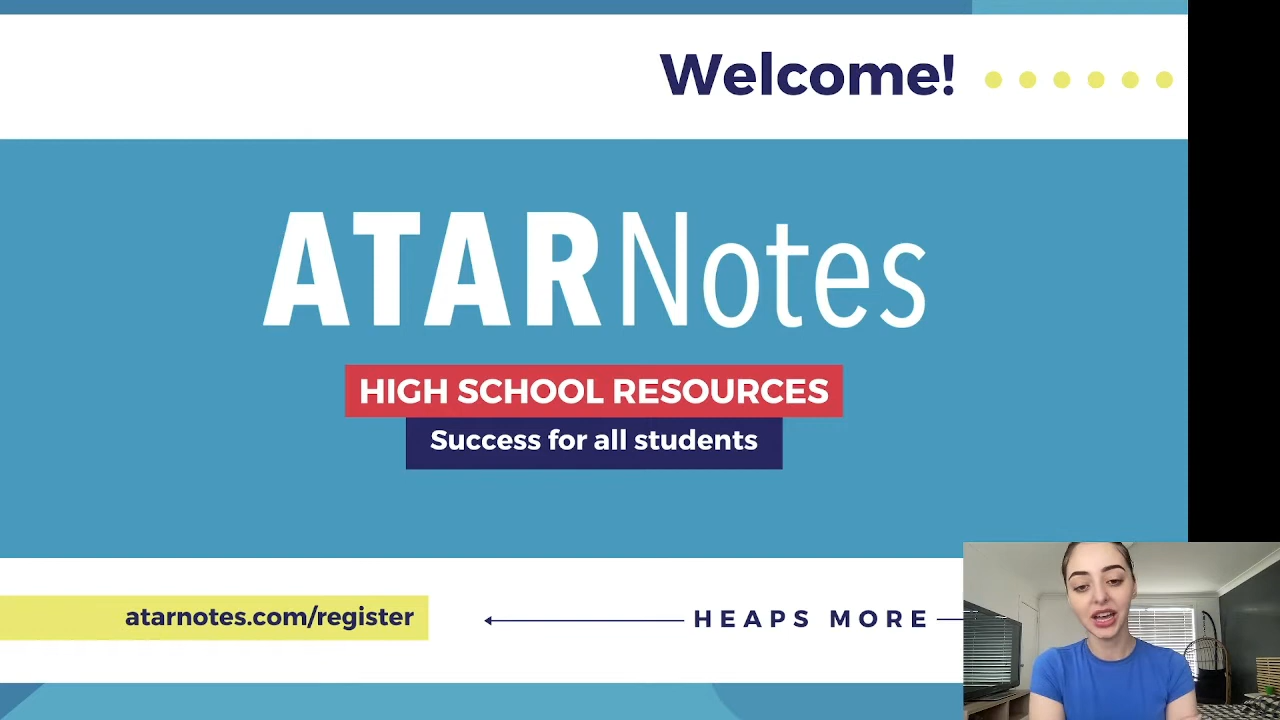 Welcome!
ATARNotes
HIGH SCHOOL RESOURCES
Success for all students
atarnotes.com/register
HEAPS MORE